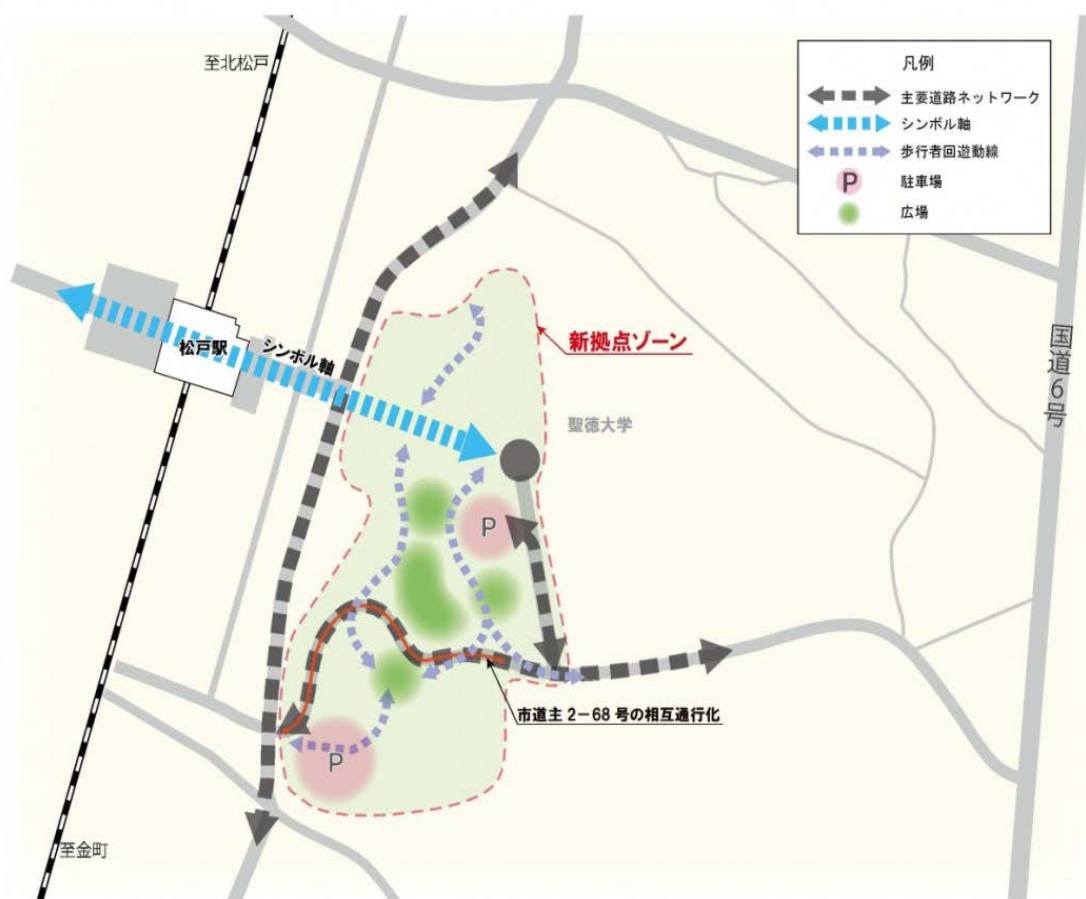 至北松戸
凡例
主要道路ネットワーク
シンボル軸
歩行者回遊動線
P
駐車場
広場
新拠点ゾーン
松戸駅
シンボル軸
国道6号
聖徳大学
P
市道主2-68号の相互通行化
P
至金町